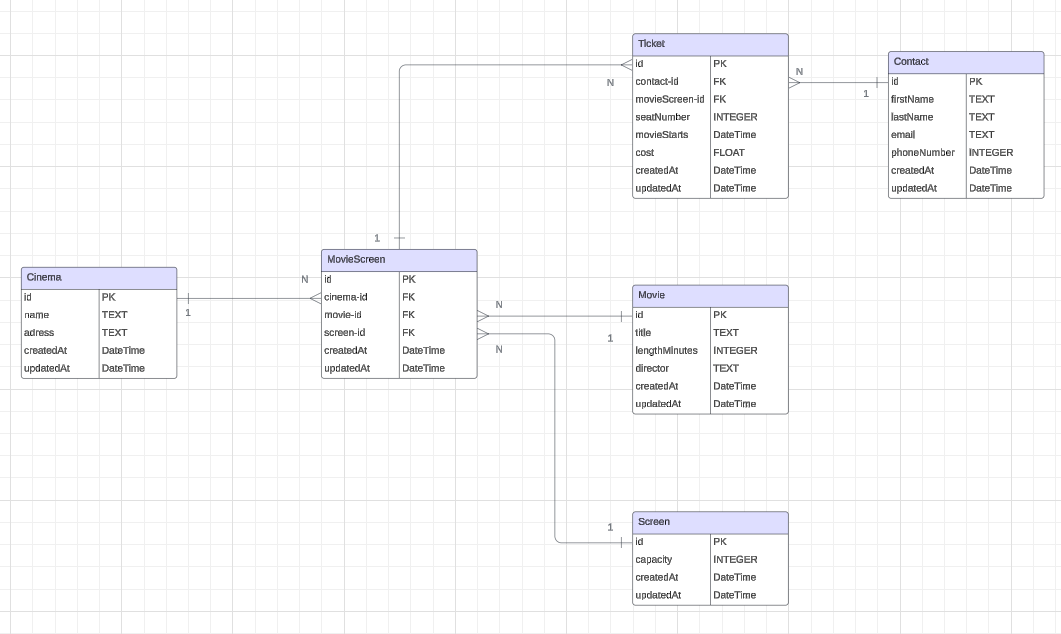 Ticket
id PK
contact-id FK
movieScreen-id FK
seatNumber INTEGER
movieStarts DateTime
cost FLOAT
createdAt DateTime
updatedAt DateTime
N
N
1
Contact
id PK
firstName TEXT
lastName TEXT
email TEXT
phoneNumber INTEGER
createdAt DateTime
updatedAt DateTime
1
MovieScreen
id PK
cinema-id FK
movie-id FK
screen-id FK
createdAt DateTime
updatedAt DateTime
Cinema
id PK
name TEXT
adress TEXT
createdAt DateTime
updatedAt DateTime
1
N
N
N
Movie
id PK
title TEXT
lengthMinutes INTEGER
director TEXT
createdAt DateTime
updatedAt DateTime
1
1
Screen
id PK
capacity INTEGER
createdAt DateTime
updatedAt DateTime